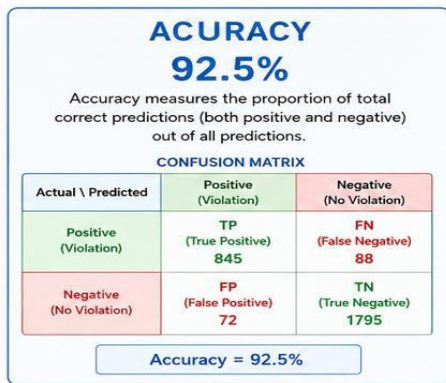 ACURACY
92.5%
Accuracy measures the proportion of total
correct predictions (both positive and negative)
out of all predictions.
CONFUSION MATRIX
Actual \ Predicted
Positive
(Violation)
Negative
(No Violation)
Positive
(Violation)
TP
(True Positive)
845
FN
(False Negative)
88
Negative
(No Violation)
FP
(False Positive)
72
TN
(True Negative)
1795
Accuracy = 92.5%